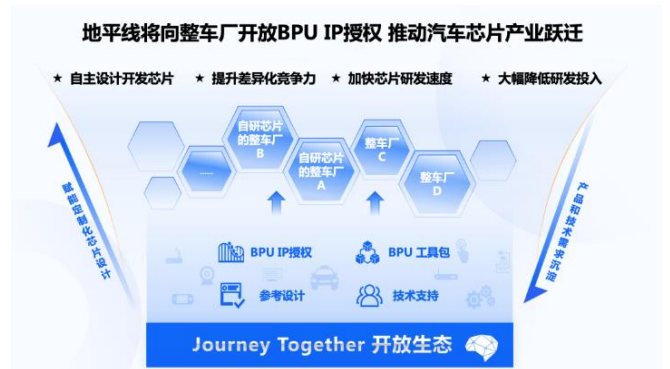 地平线将向整车厂开放BPU IP授权 推动汽车芯片产业跃迁
★ 自主设计开发芯片 ★ 提升差异化竞争力 ★ 加快芯片研发速度 ★ 大幅降低研发投入
自研芯片
的整车厂
B
整车厂
C
...
自研芯片
的整车厂
A
整车厂
D
赋能定制化芯片设计
产品和技术需求沉淀
BPU IP授权
BPU 工具包
参考设计
技术支持
Journey Together 开放生态